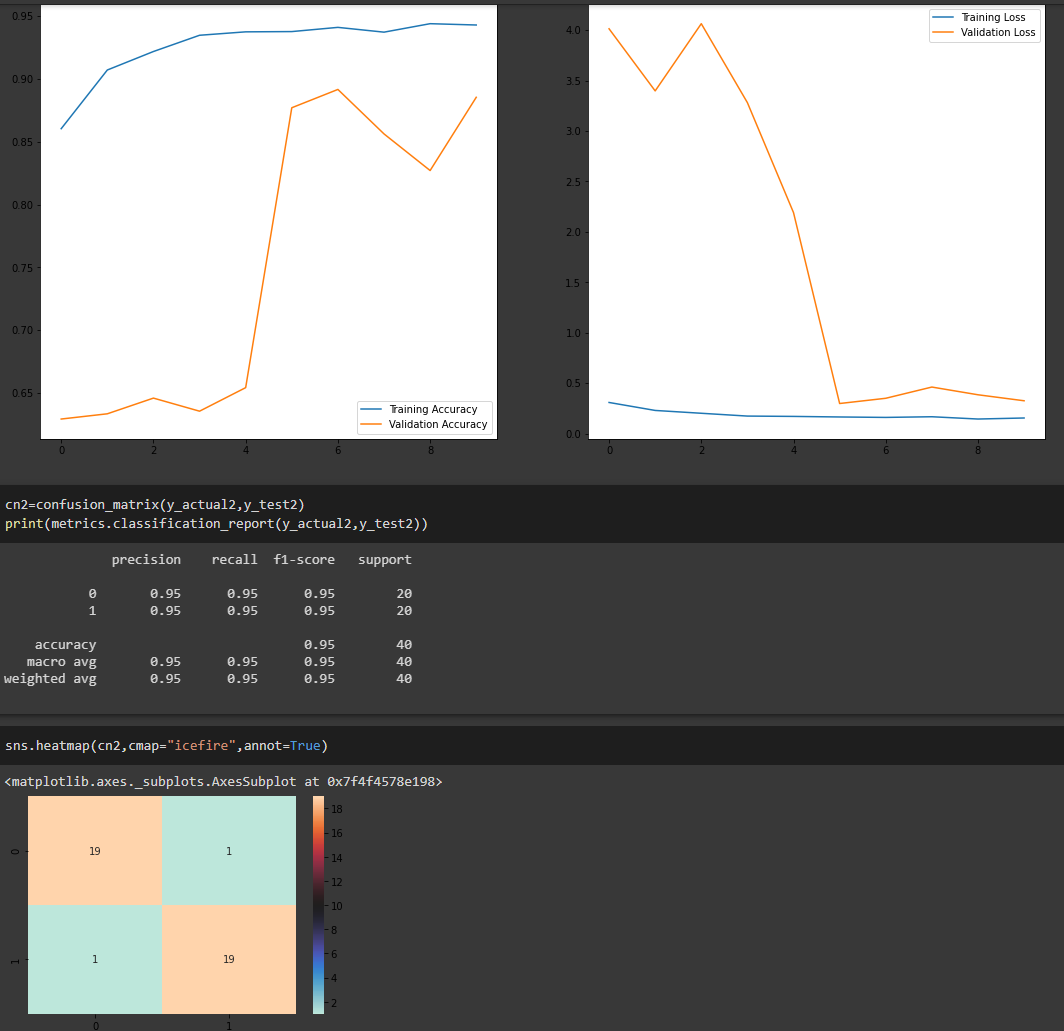 0.95
0.90
0.85
0.80
0.75
0.70
0.65
0 2 4 6 8
Training Accuracy
Validation Accuracy
4.0
3.5
3.0
2.5
2.0
1.5
1.0
0.5
0.0
0 2 4 6 8
Training Loss
Validation Loss
cn2=confusion_matrix(y_actual2,y_test2)
print(metrics.classification_report(y_actual2,y_test2))
precision recall f1-score support
0 0.95 0.95 0.95 20
1 0.95 0.95 0.95 20
accuracy 0.95 40
macro avg 0.95 0.95 0.95 40
weighted avg 0.95 0.95 0.95 40
sns.heatmap(cn2,cmap="icefire",annot=True)
<matplotlib.axes._subplots.AxesSubplot at 0x7f4f4578e198>
0 19 1
1 1 19
0 1
18
16
14
12
10
8
6
4
2